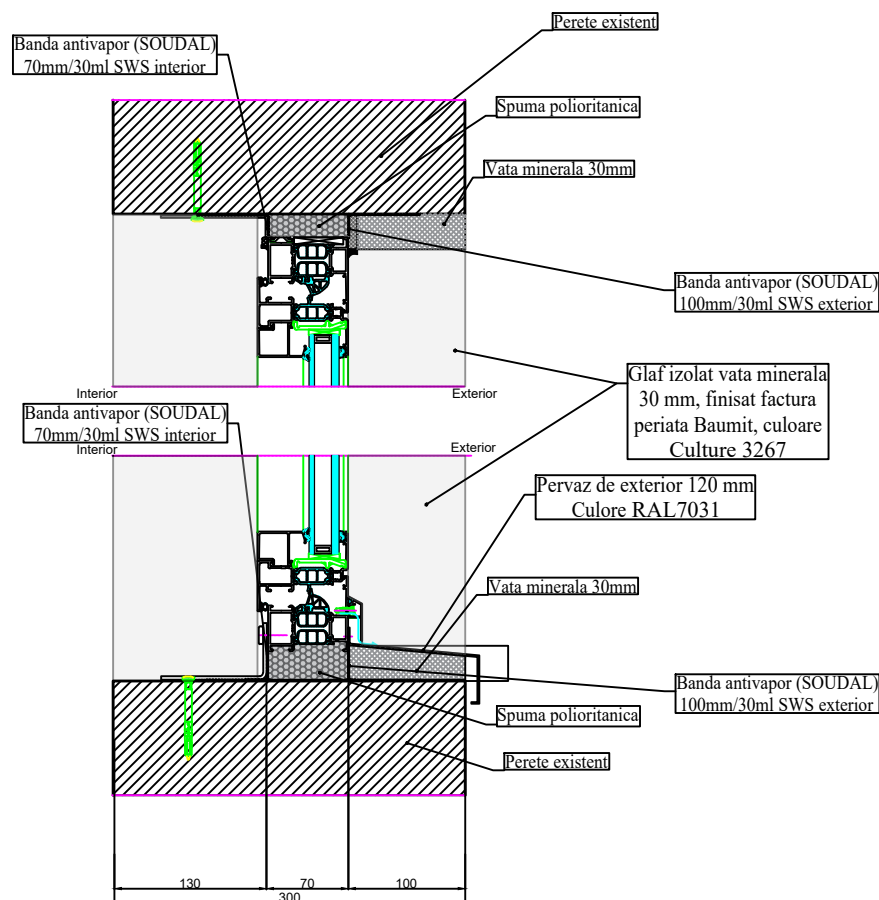 Perete existent
Banda antivapor (SOUDAL)
70mm/30ml SWS interior
Spuma polioritanica
Vata minerala 30mm
Banda antivapor (SOUDAL)
100mm/30ml SWS exterior
Glaf izolat vata minerala
30 mm, finisat factura
periata Baumit, culoare
Culture 3267
Interior
Exterior
Banda antivapor (SOUDAL)
70mm/30ml SWS interior
Interior
Exterior
Pervaz de exterior 120 mm
Culore RAL7031
Vata minerala 30mm
Banda antivapor (SOUDAL)
100mm/30ml SWS exterior
Spuma polioritanica
Perete existent
130
70
100
300